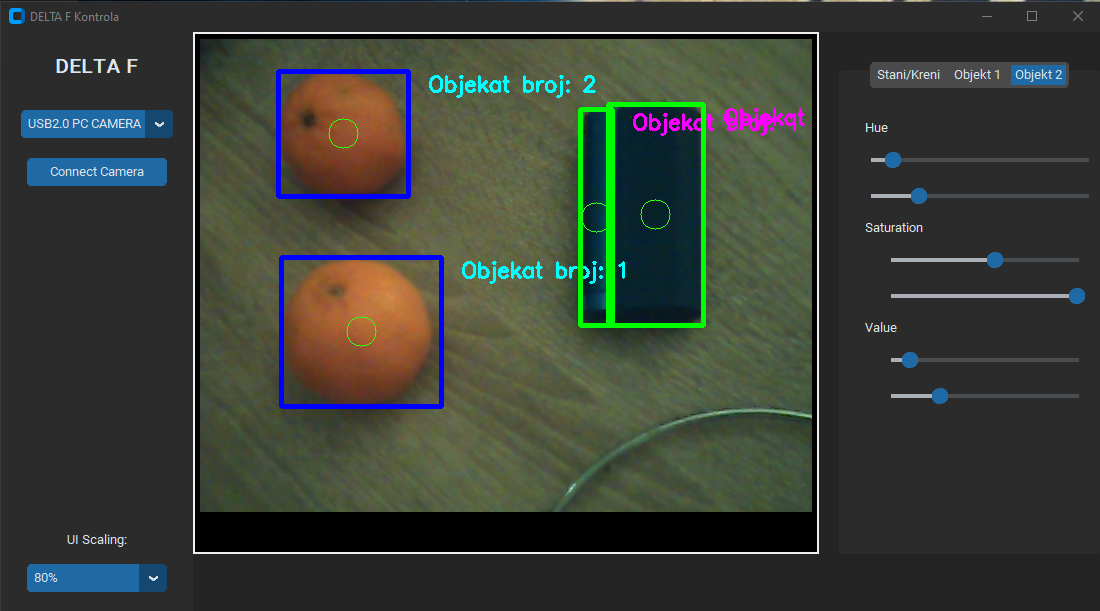 DELTA F Kontrola
DELTA F
USB2.0 PC CAMERA
Connect Camera
UI Scaling:
80%
Objekat broj: 2
Objekat broj: 1
Objekat
Objekat
Stani/Kreni Objekt 1 Objekt 2
Hue
Saturation
Value